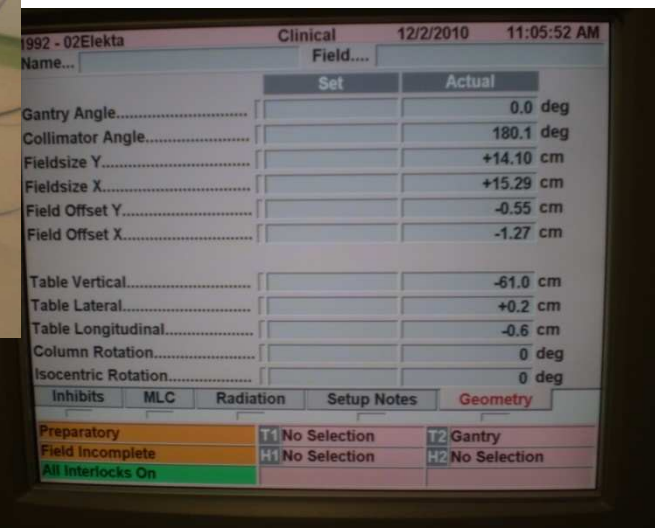 1992 - 02Elekta Clinical 12/2/2010 11:05:52 AM
Name... Field....
Set Actual
Gantry Angle............................ 0.0 deg
Collimator Angle....................... 180.1 deg
Fieldsize Y............................... +14.10 cm
Fieldsize X............................... +15.29 cm
Field Offset Y........................... -0.55 cm
Field Offset X........................... -1.27 cm
Table Vertical........................... -61.0 cm
Table Lateral............................ +0.2 cm
Table Longitudinal.................... -0.6 cm
Column Rotation...................... 0 deg
Isocentric Rotation.................. 0 deg
Inhibits MLC Radiation Setup Notes Geometry
Preparatory T1 No Selection T2 Gantry
Field Incomplete H1 No Selection H2 No Selection
All Interlocks On